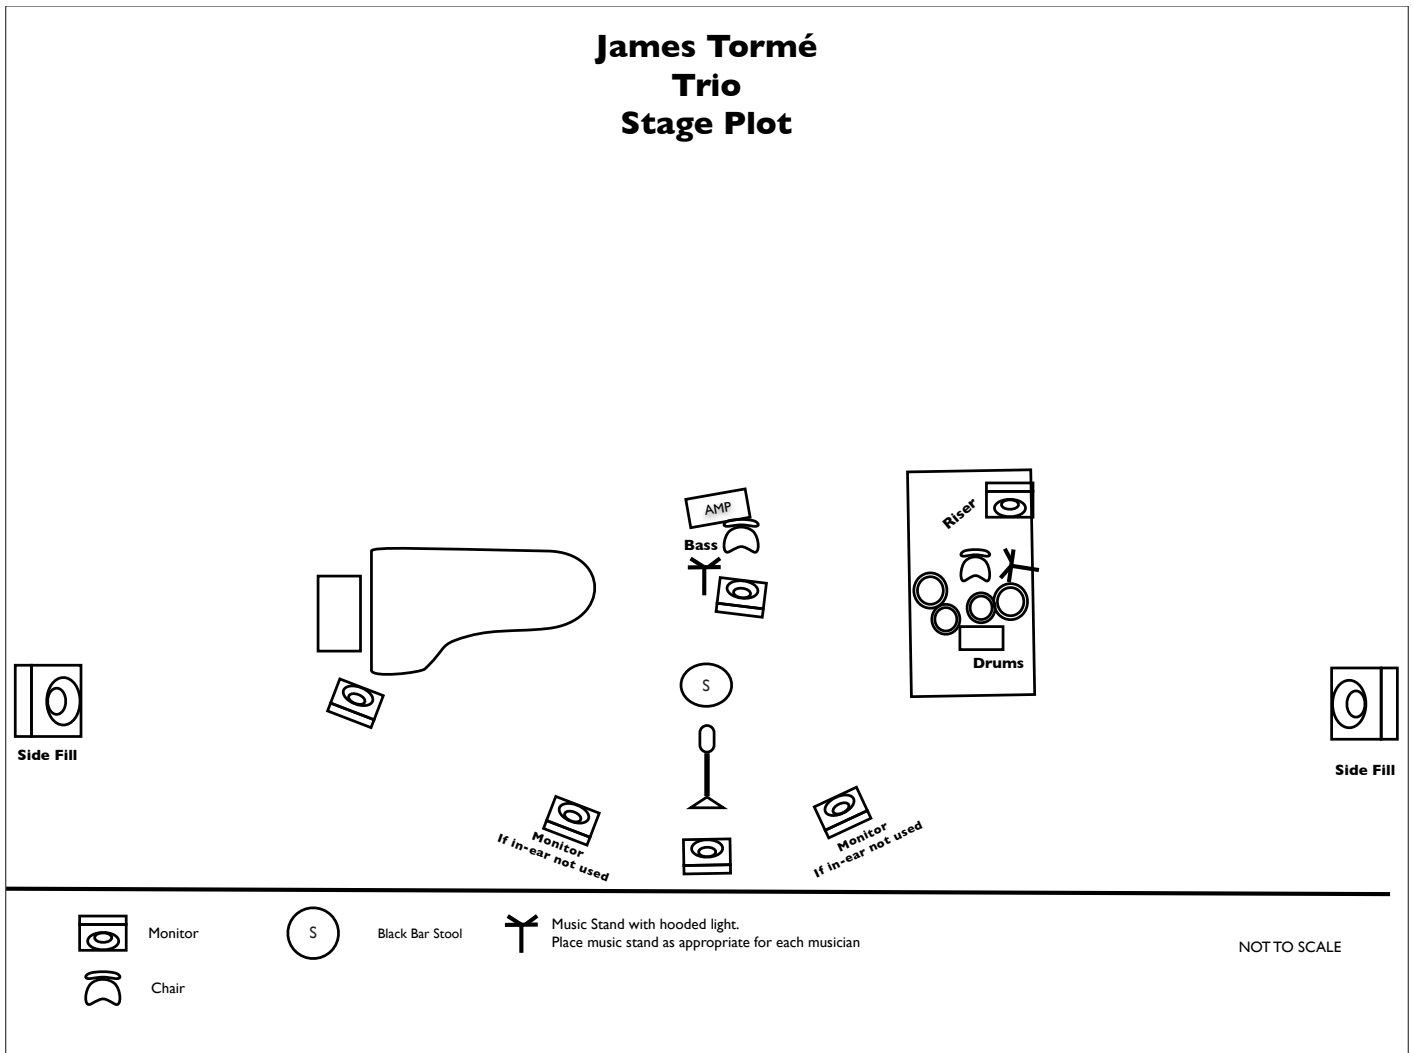 James Tormé
Trio
Stage Plot
AMP
Riser
Bass
Drums
S
Side Fill
Side Fill
Monitor
If in-ear not used
Monitor
If in-ear not used
Monitor
S
Black Bar Stool
Music Stand with hooded light.
Place music stand as appropriate for each musician
NOT TO SCALE
Chair